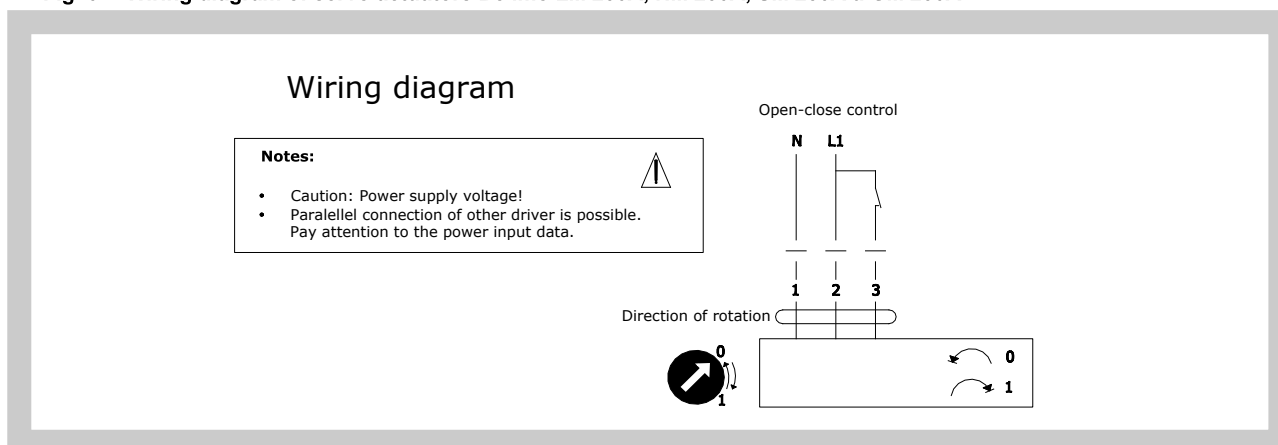 Wiring diagram
Notes:
• Caution: Power supply voltage!
• Paralellel connection of other driver is possible.
Pay attention to the power input data.
Open-close control
N L1
1 2 3
Direction of rotation
0
1
0
1